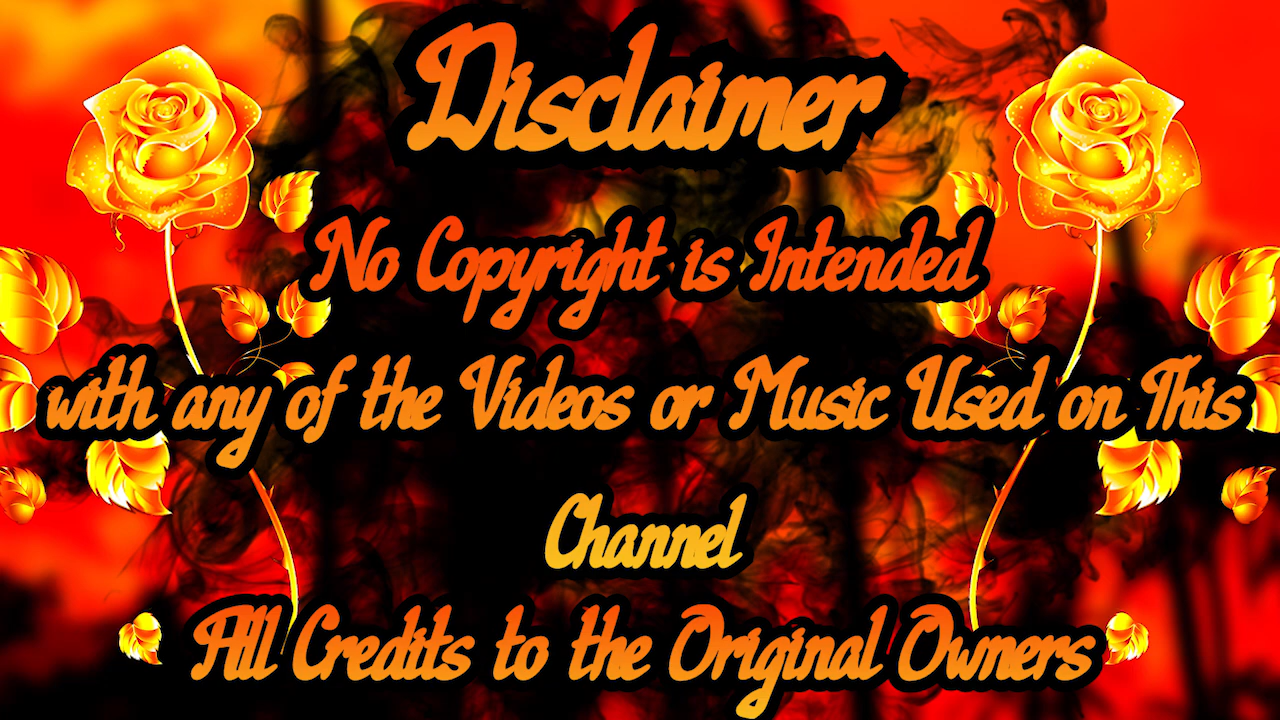 Disclaimer
No Copyright is Intended
with any of the Videos or Music Used on This
Channel
All Credits to the Original Owners